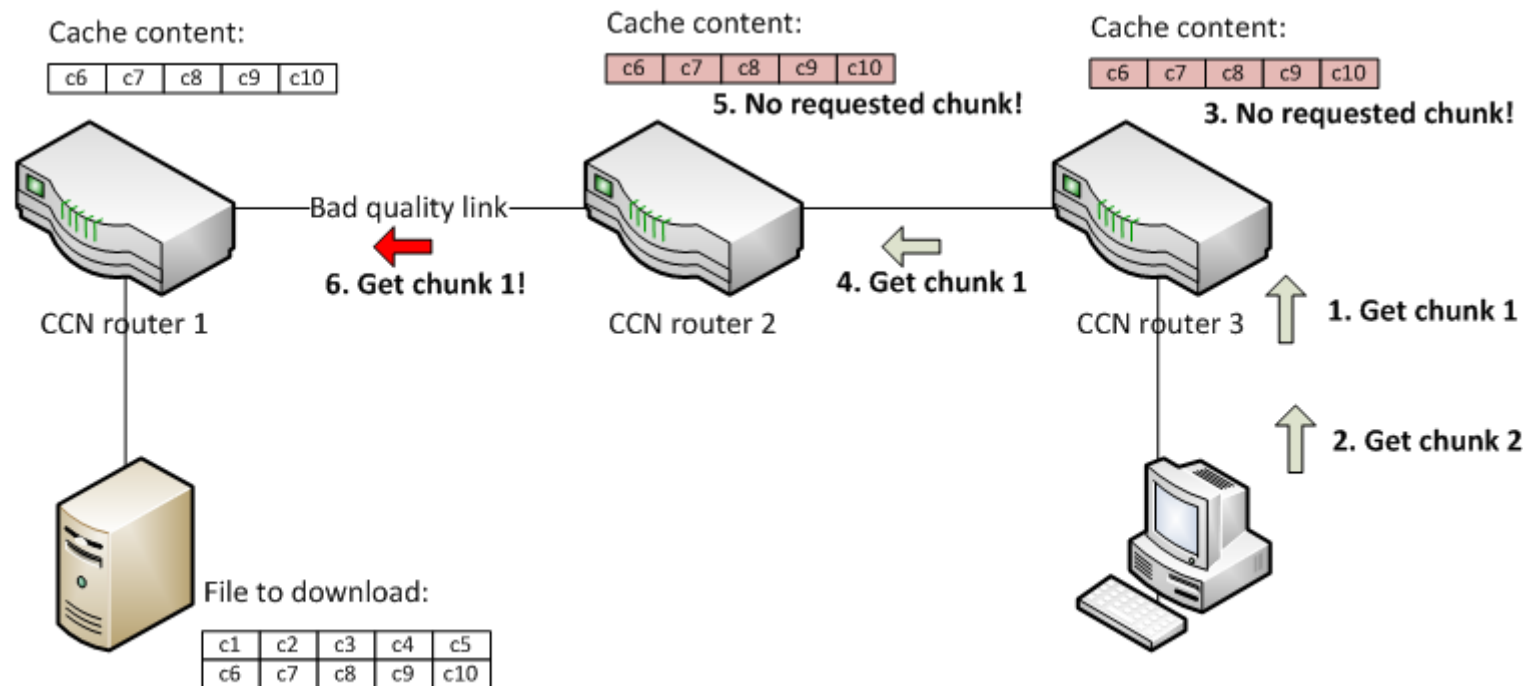 Cache content:
c6 c7 c8 c9 c10
Cache content:
c6 c7 c8 c9 c10
5. No requested chunk!
Cache content:
c6 c7 c8 c9 c10
3. No requested chunk!
Bad quality link
6. Get chunk 1!
4. Get chunk 1
1. Get chunk 1
CCN router 1
CCN router 2
CCN router 3
2. Get chunk 2
File to download:
c1 c2 c3 c4 c5
c6 c7 c8 c9 c10